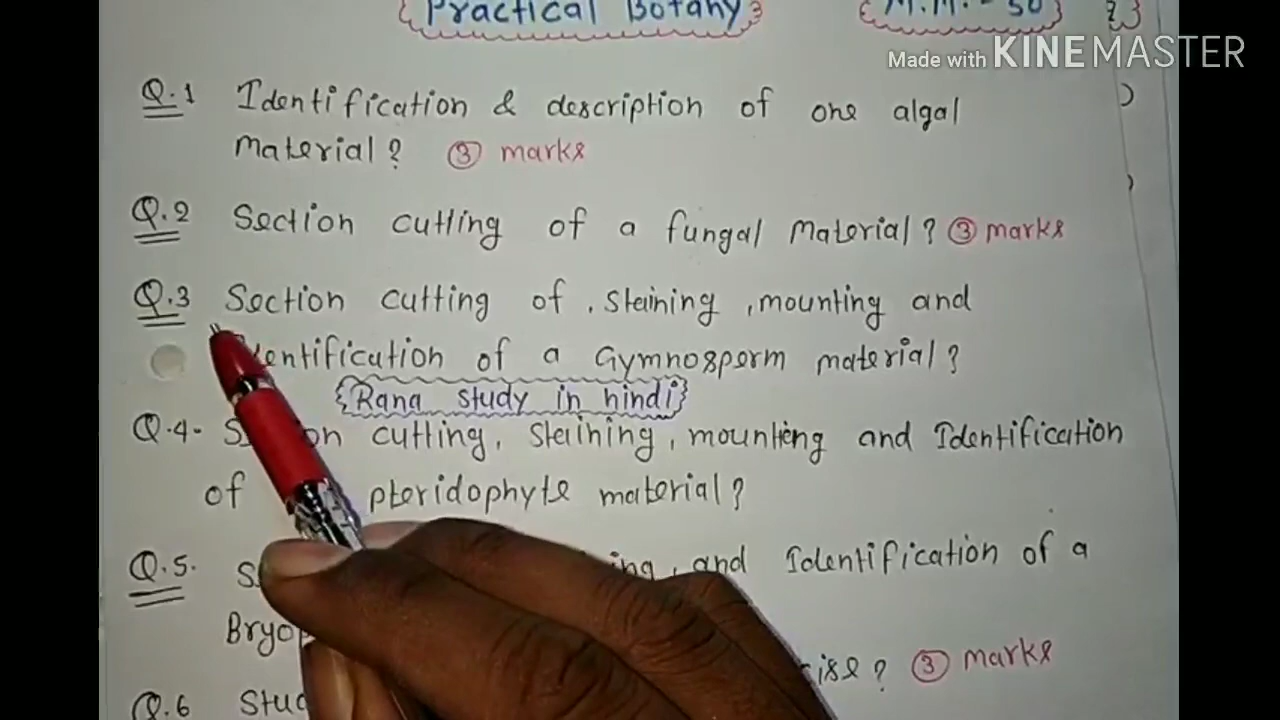 Practical Botany
M.M. - 50
Made with KINEMASTER
Q.1 Identification & description of one algal
material? ③ marks
Q.2 Section cutting of a fungal material? ③ marks
Q.3 Section cutting of, staining, mounting and
Identification of a Gymnosperm material?
Rana study in hindi
Q.4- cutting, staining, mounting and Identification
of pteridophyte material?
Q.5. and Identification of a
③ marks
Q.6